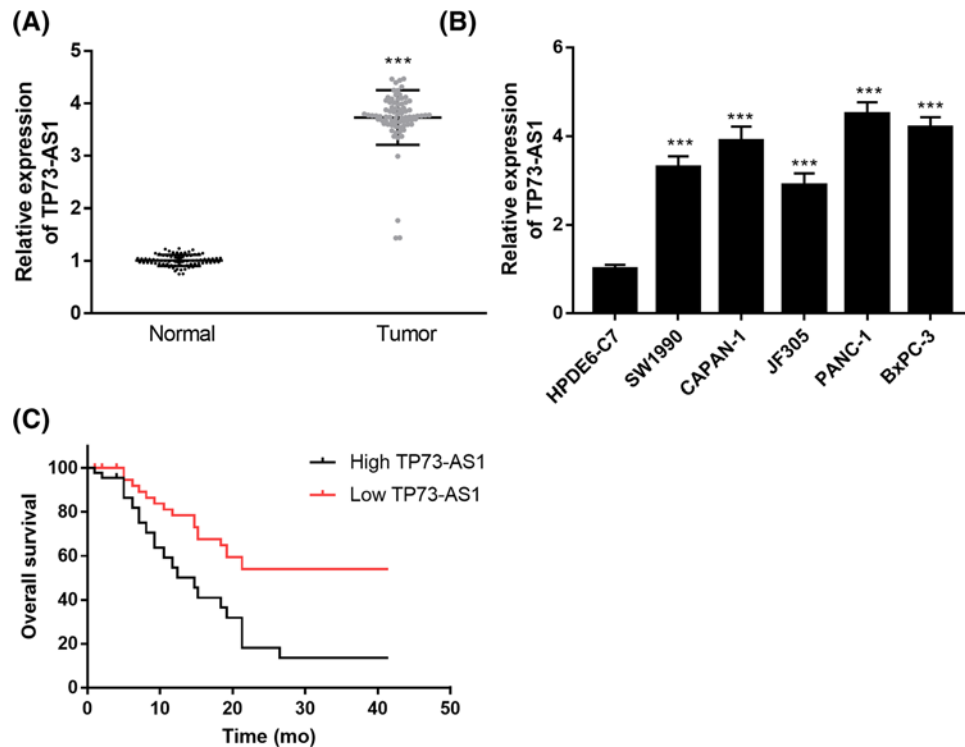 (A)
Relative expression
of TP73-AS1
5
4
3
2
1
0
***
Normal
Tumor
(B)
Relative expression
of TP73-AS1
6
4
2
0
***
***
***
***
***
HPDE6-C7
SW1990
CAPAN-1
JF305
PANC-1
BxPC-3
(C)
Overall survival
100
80
60
40
20
0
High TP73-AS1
Low TP73-AS1
0
10
20
30
40
50
Time (mo)